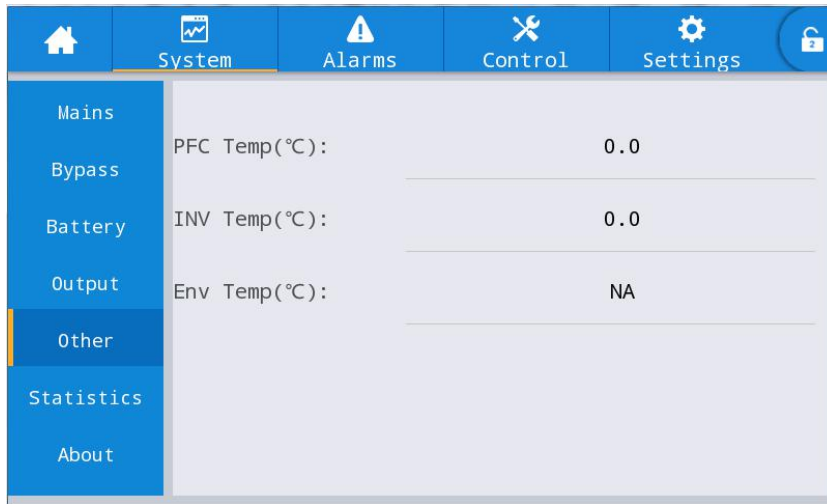 System Alarms Control Settings 2
Mains
Bypass
Battery
Output
Other
Statistics
About
PFC Temp(℃): 0.0
INV Temp(℃): 0.0
Env Temp(℃): NA